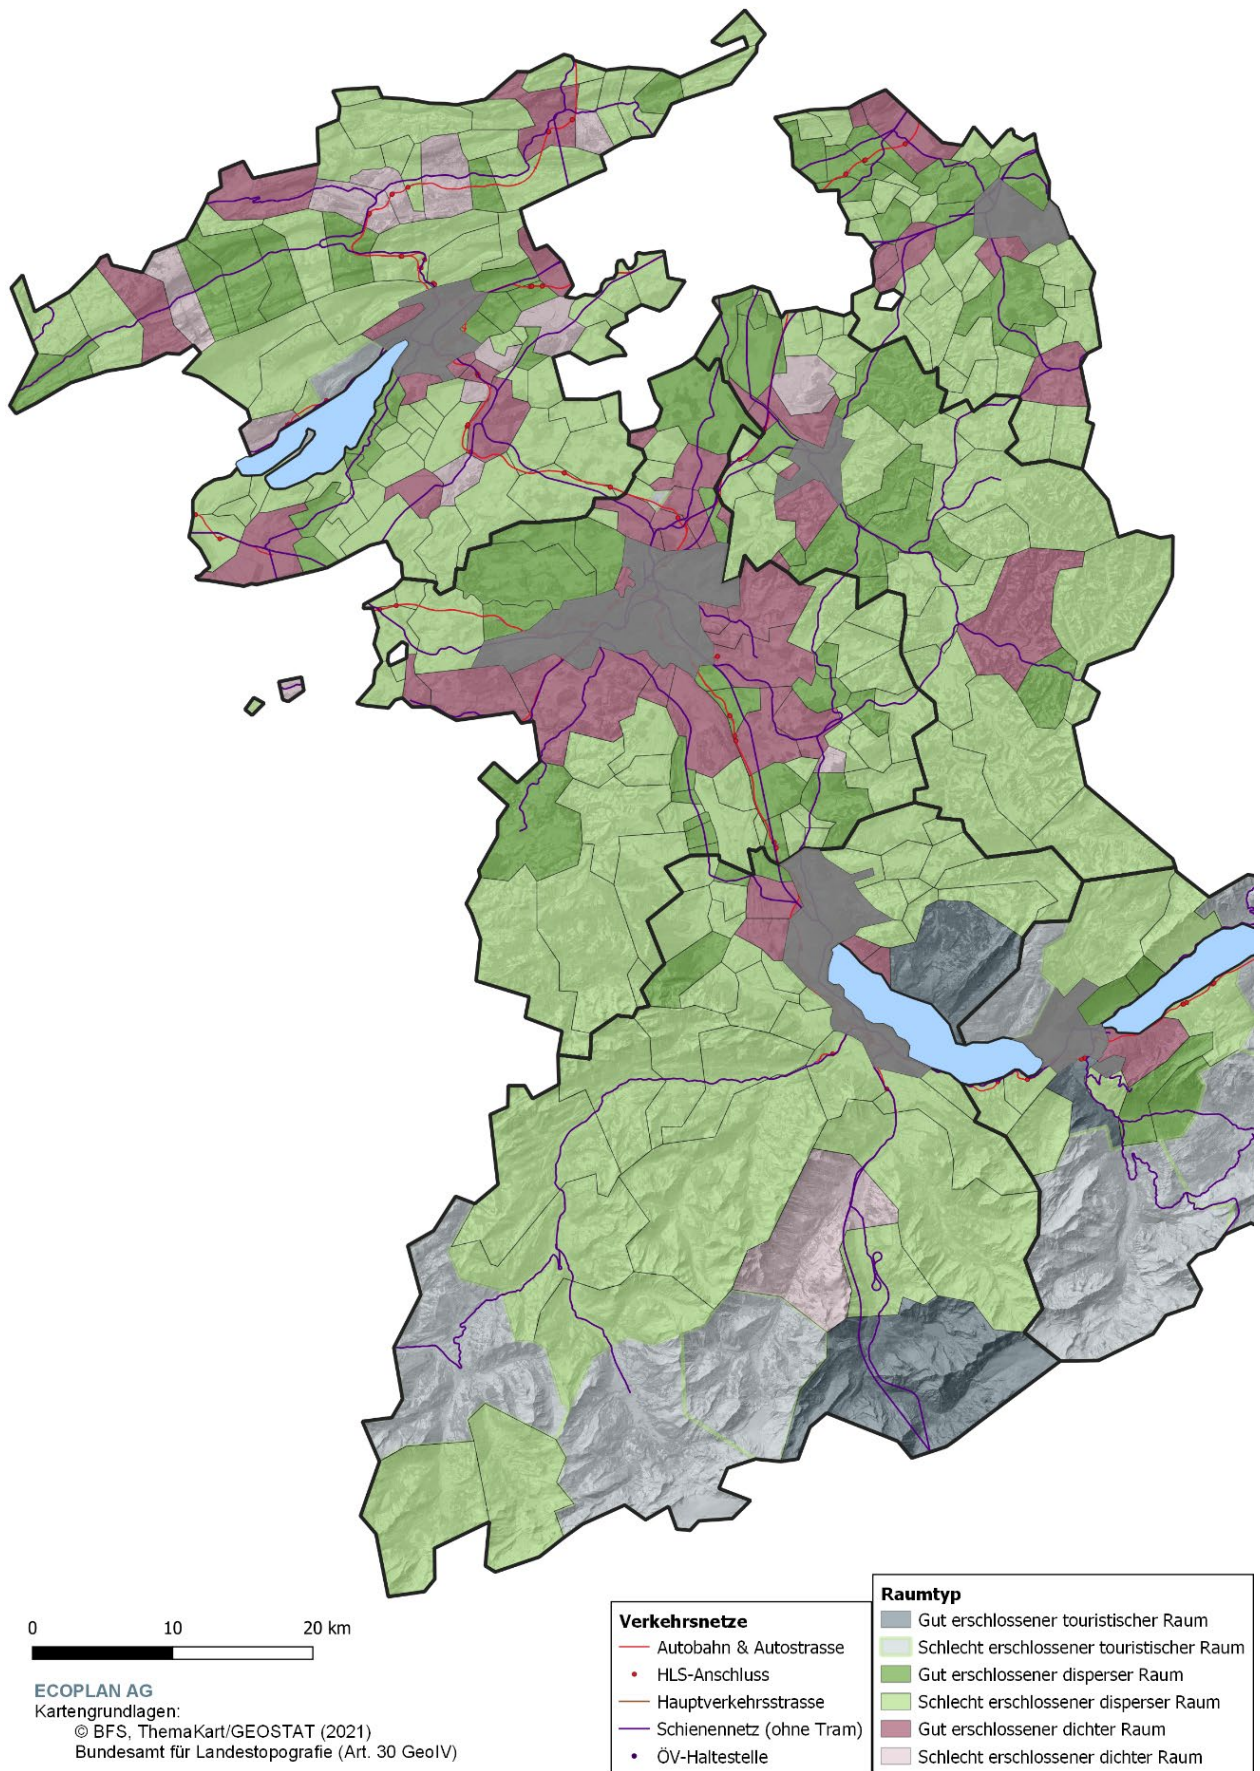 0 10 20 km
ECOPLAN AG
Kartengrundlagen:
© BFS, ThemaKart/GEOSTAT (2021)
Bundesamt für Landestopografie (Art. 30 GeoIV)
Verkehrsnetze
Autobahn & Autostrasse
HLS-Anschluss
Hauptverkehrsstrasse
Schienennetz (ohne Tram)
ÖV-Haltestelle
Raumtyp
Gut erschlossener touristischer Raum
Schlecht erschlossener touristischer Raum
Gut erschlossener disperser Raum
Schlecht erschlossener disperser Raum
Gut erschlossener dichter Raum
Schlecht erschlossener dichter Raum